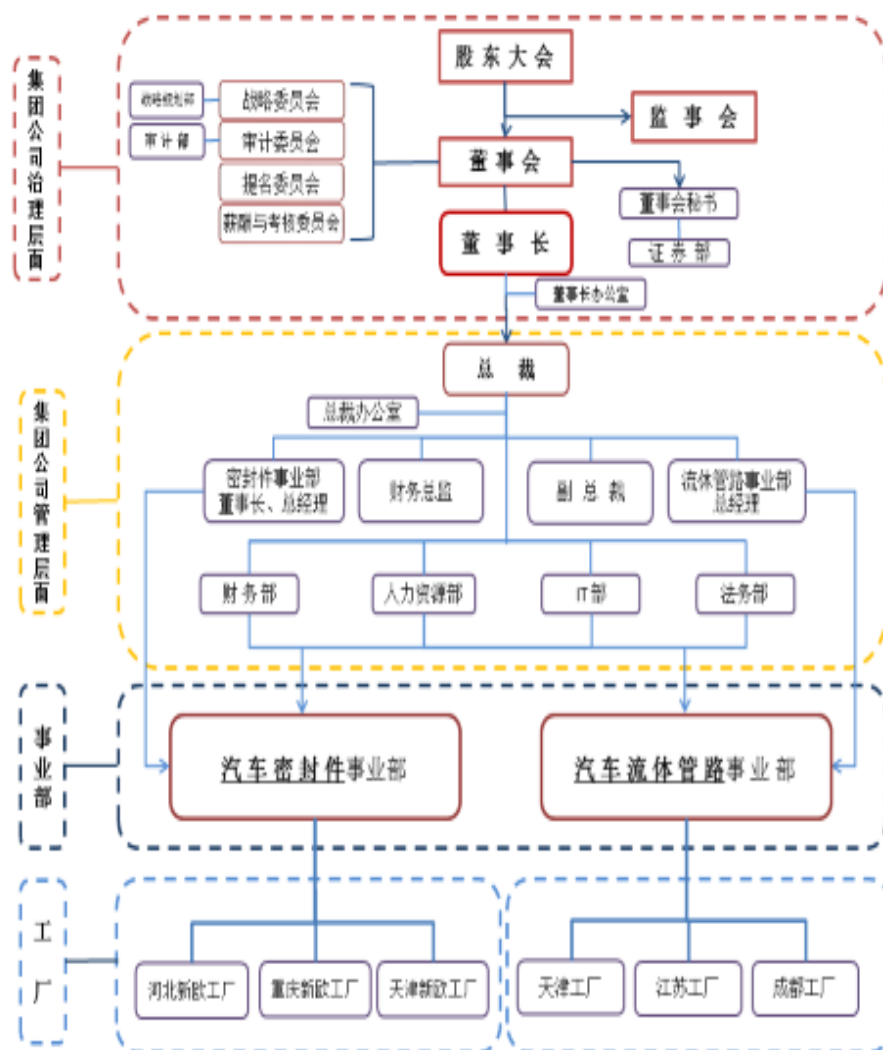 集团公司治理层面
股东大会
监事会
战略规划部
战略委员会
审计部
审计委员会
提名委员会
薪酬与考核委员会
董事会
董事会秘书
证券部
董事长
董事长办公室
集团公司管理层面
总裁
总裁办公室
密封件事业部
董事长、总经理
财务总监
副总裁
流体管路事业部
总经理
财务部
人力资源部
IT部
法务部
事业部
汽车密封件事业部
汽车流体管路事业部
工厂
河北新欧工厂
重庆新欧工厂
天津新欧工厂
天津工厂
江苏工厂
成都工厂